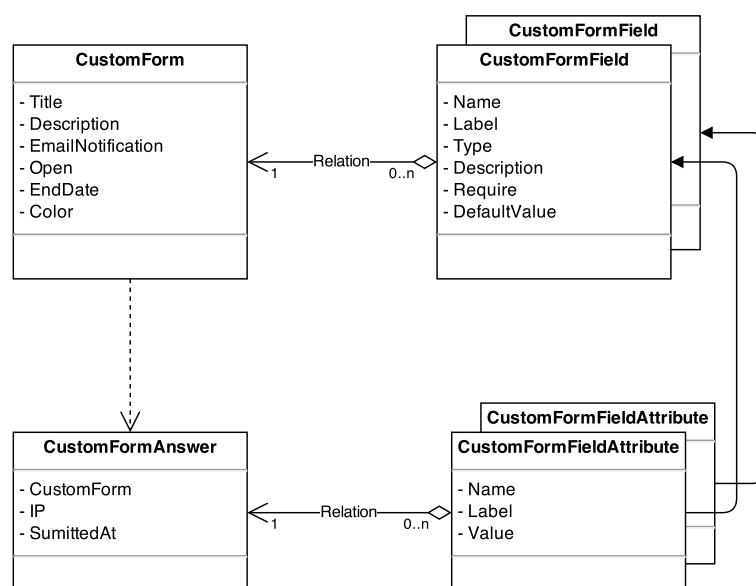 CustomFormField
CustomForm
- Title
- Description
- EmailNotification
- Open
- EndDate
- Color
Relation
1
0..n
CustomFormField
- Name
- Label
- Type
- Description
- Require
- DefaultValue
CustomFormFieldAttribute
CustomFormAnswer
- CustomForm
- IP
- SumittedAt
Relation
1
0..n
CustomFormFieldAttribute
- Name
- Label
- Value